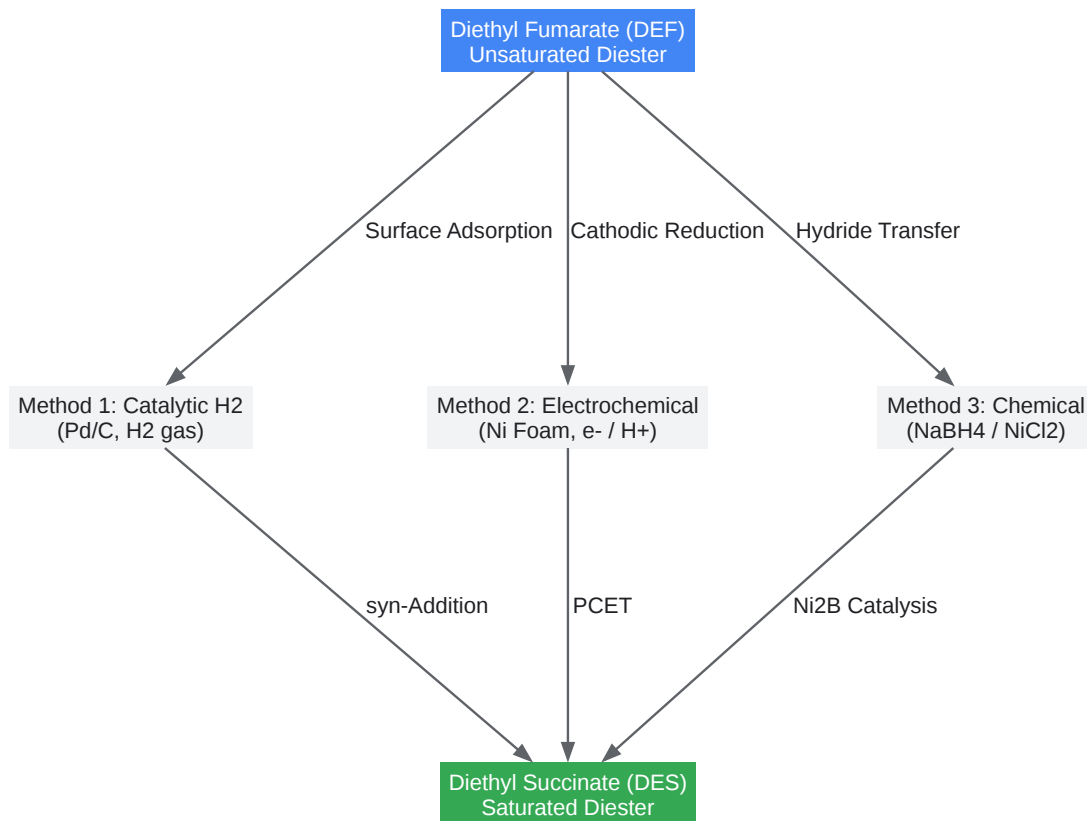 Diethyl Fumarate (DEF)
Unsaturated Diester
Surface Adsorption
Cathodic Reduction
Hydride Transfer
Method 1: Catalytic H2
(Pd/C, H2 gas)
Method 2: Electrochemical
(Ni Foam, e- / H+)
Method 3: Chemical
(NaBH4 / NiCl2)
syn-Addition
PCET
Ni2B Catalysis
Diethyl Succinate (DES)
Saturated Diester